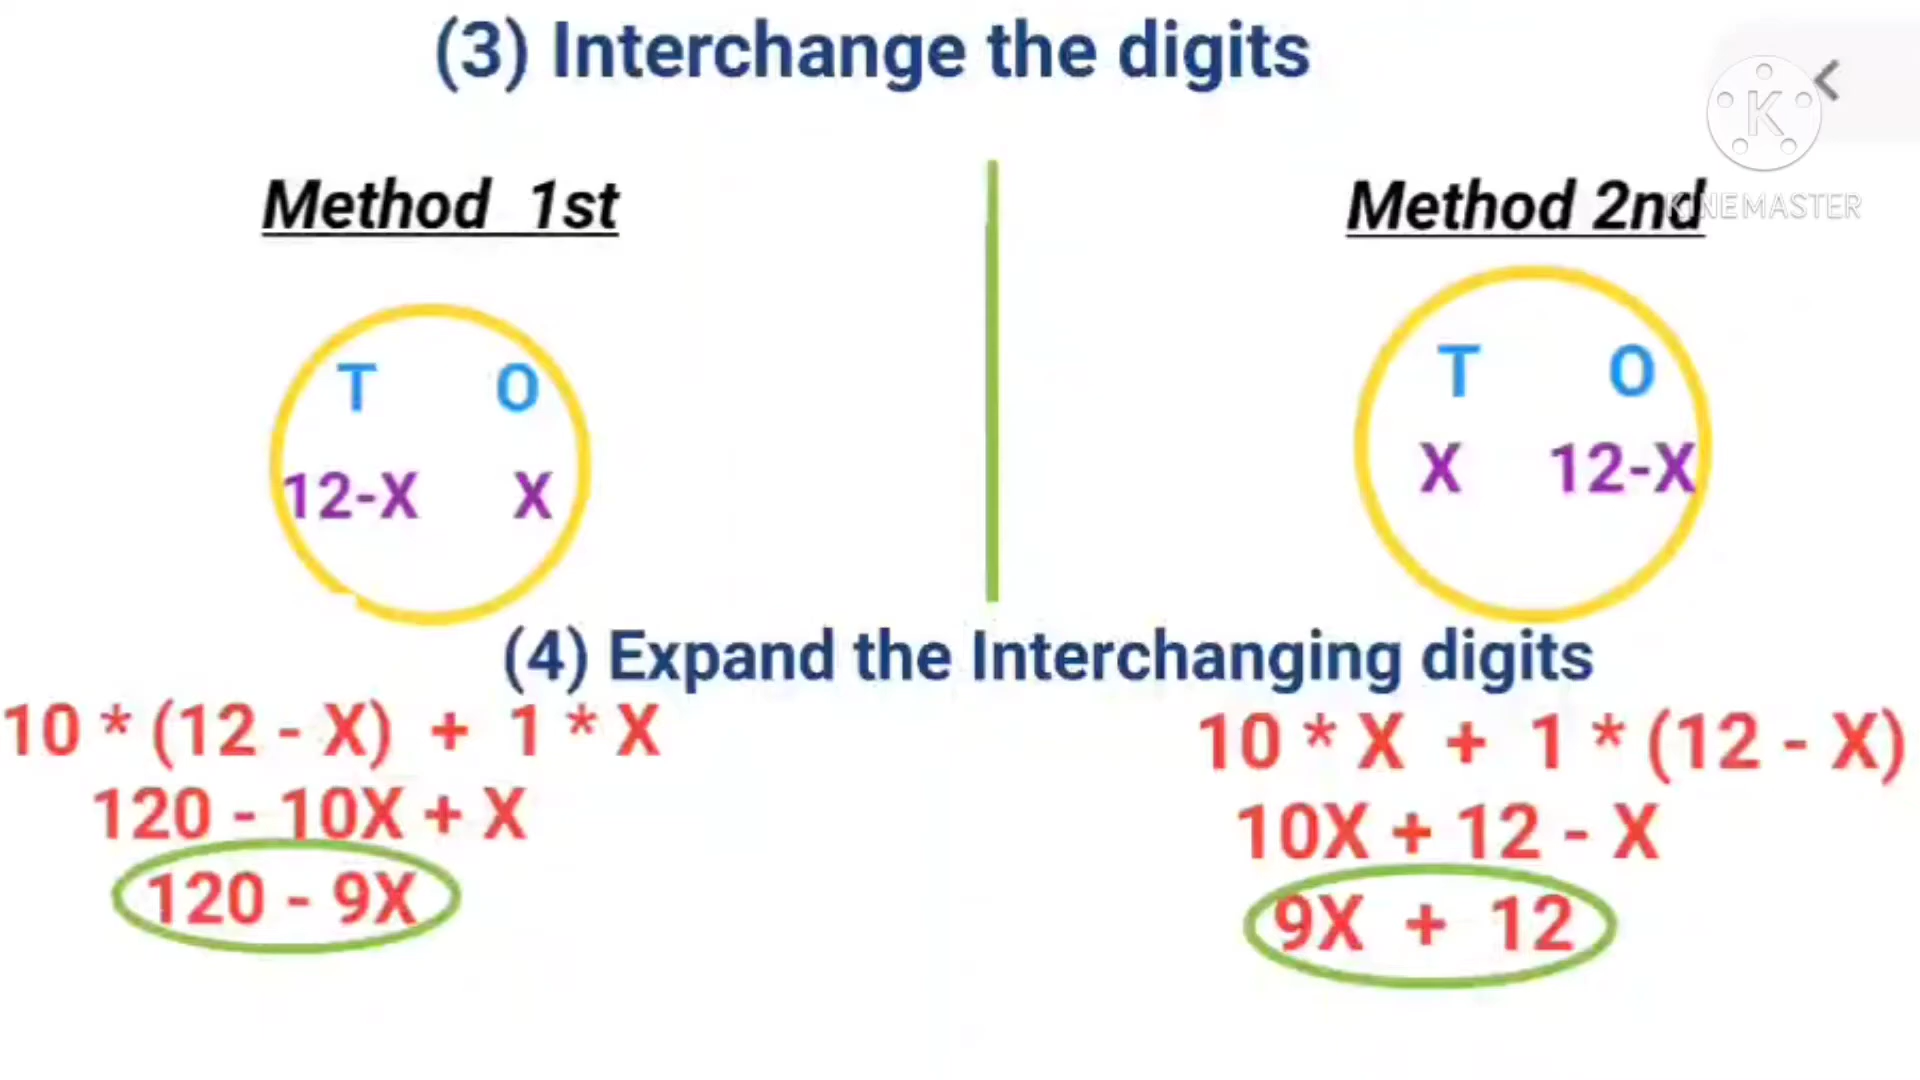 (3) Interchange the digits
K
KINEMASTER
Method 1st
Method 2nd
T O
12-X X
T O
X 12-X
(4) Expand the Interchanging digits
10 * (12 - X) + 1 * X
120 - 10X + X
120 - 9X
10 * X + 1 * (12 - X)
10X + 12 - X
9X + 12